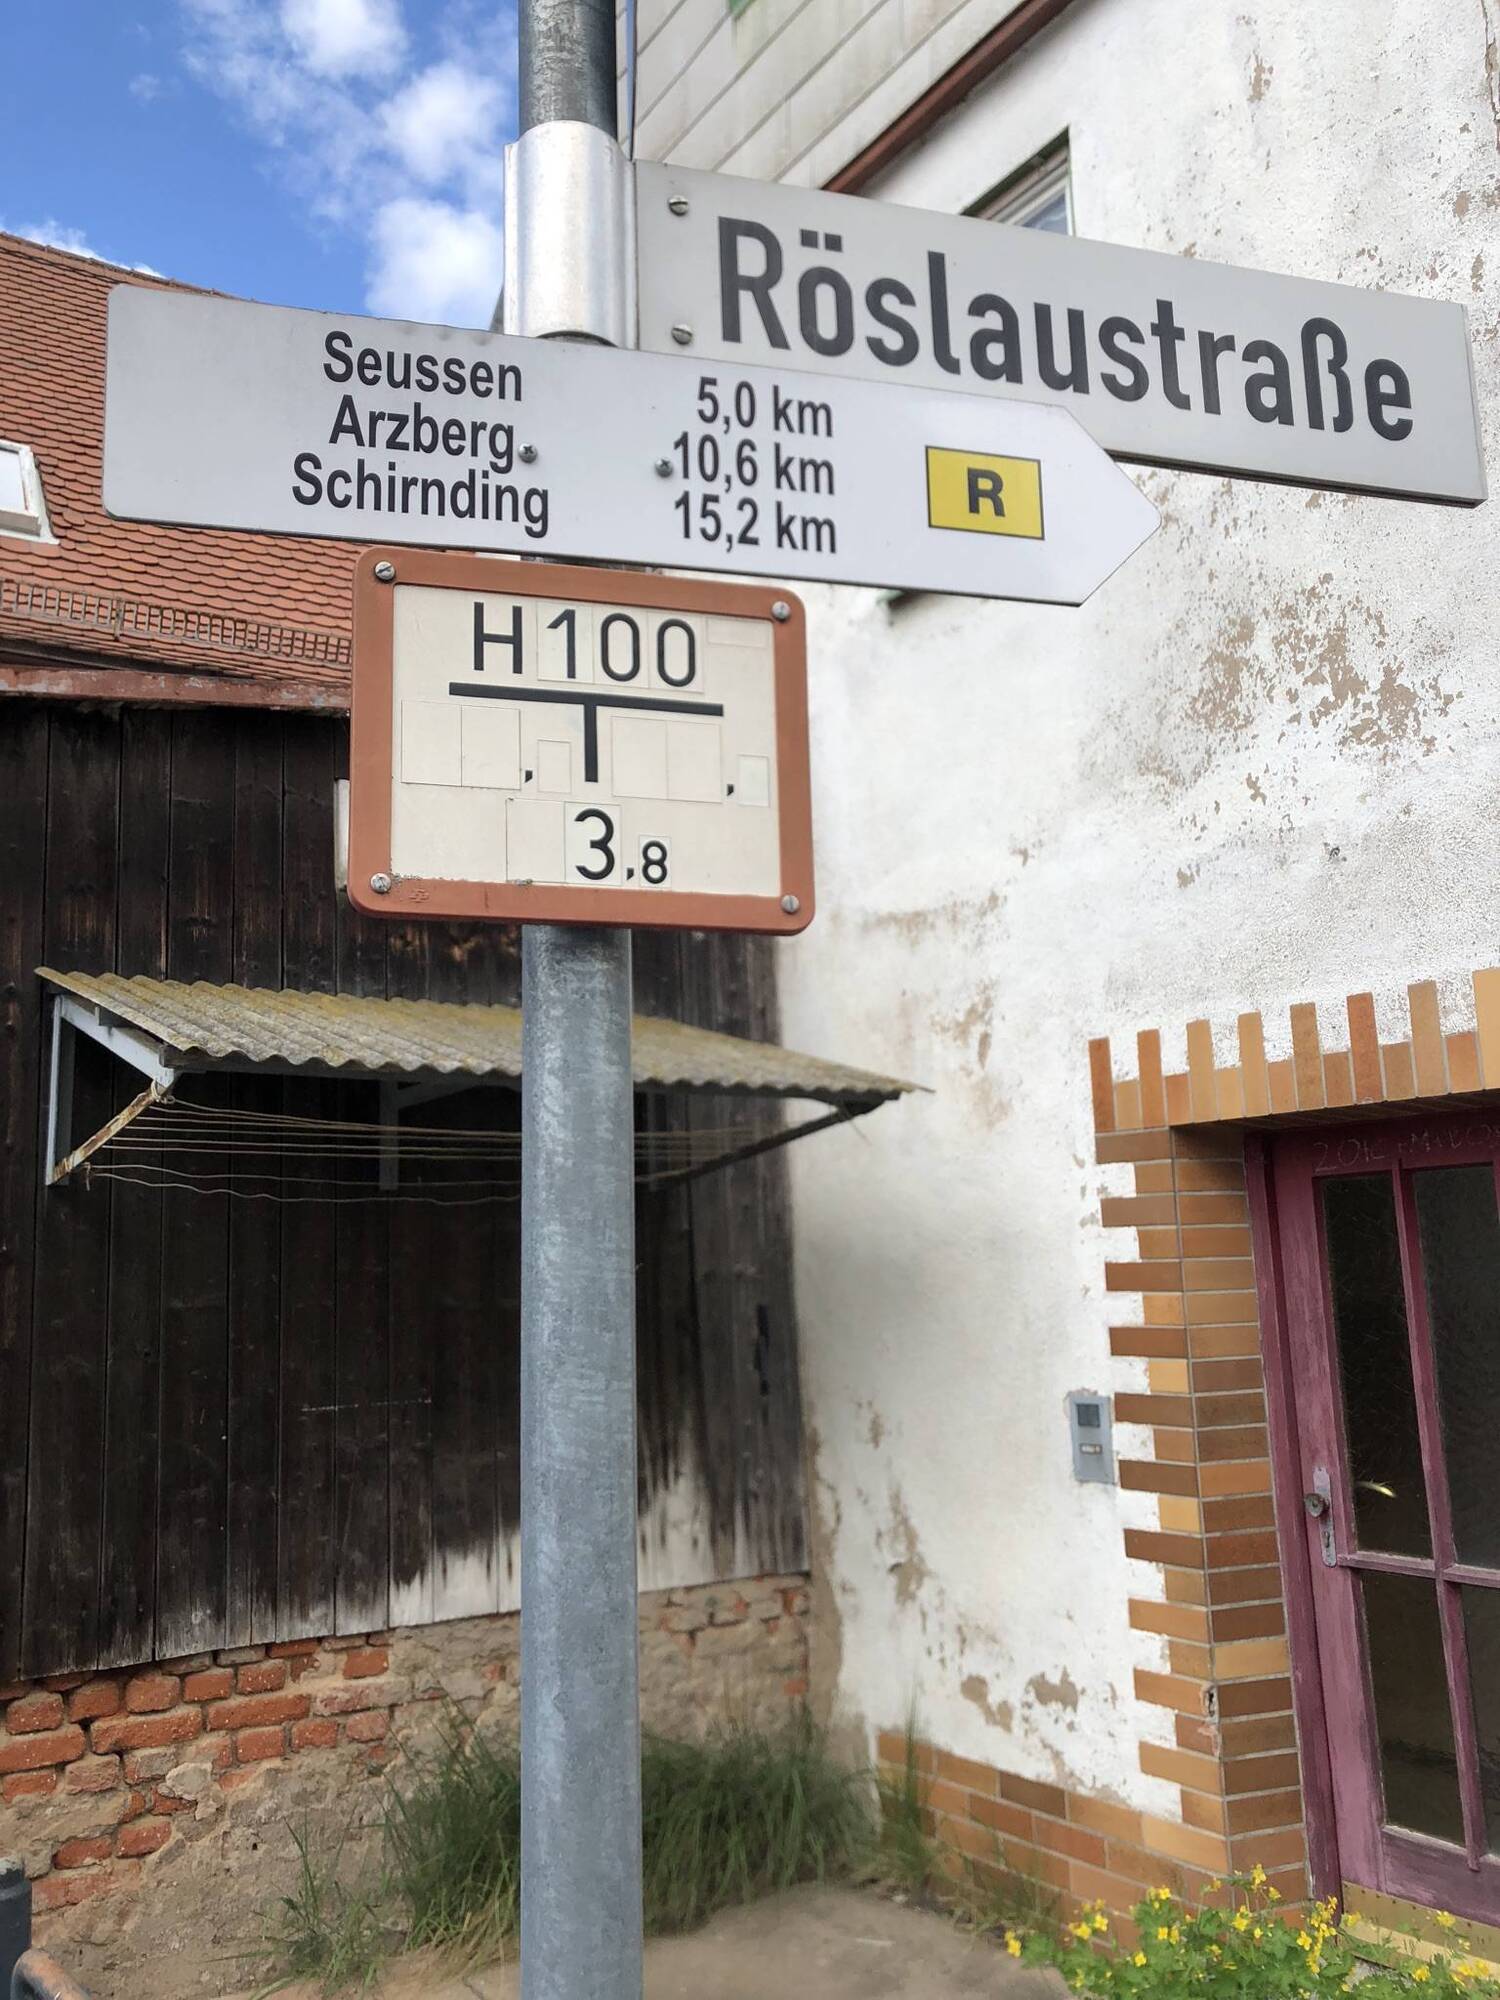 Röslaustraße
Seussen 5,0 km
Arzberg 10,6 km
Schirnding 15,2 km
R
H100
3,8